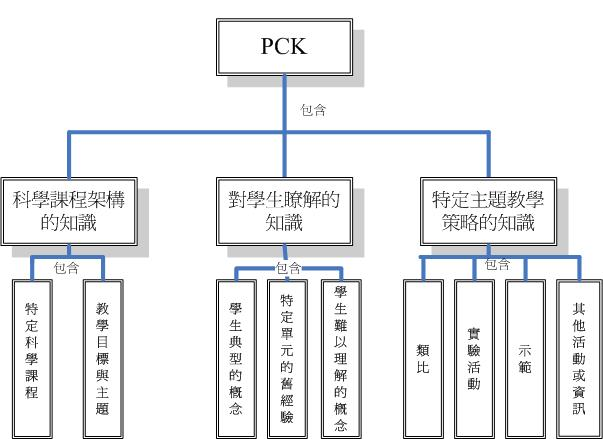 PCK
包含
科學課程架構
的知識
對學生瞭解的
知識
特定主題教學
策略的知識
包含
包含
包含
特定科學課程
教學目標與主題
學生典型的概念
特定單元的舊經驗
學生難以理解的概念
類比
實驗活動
示範
其他活動或資訊